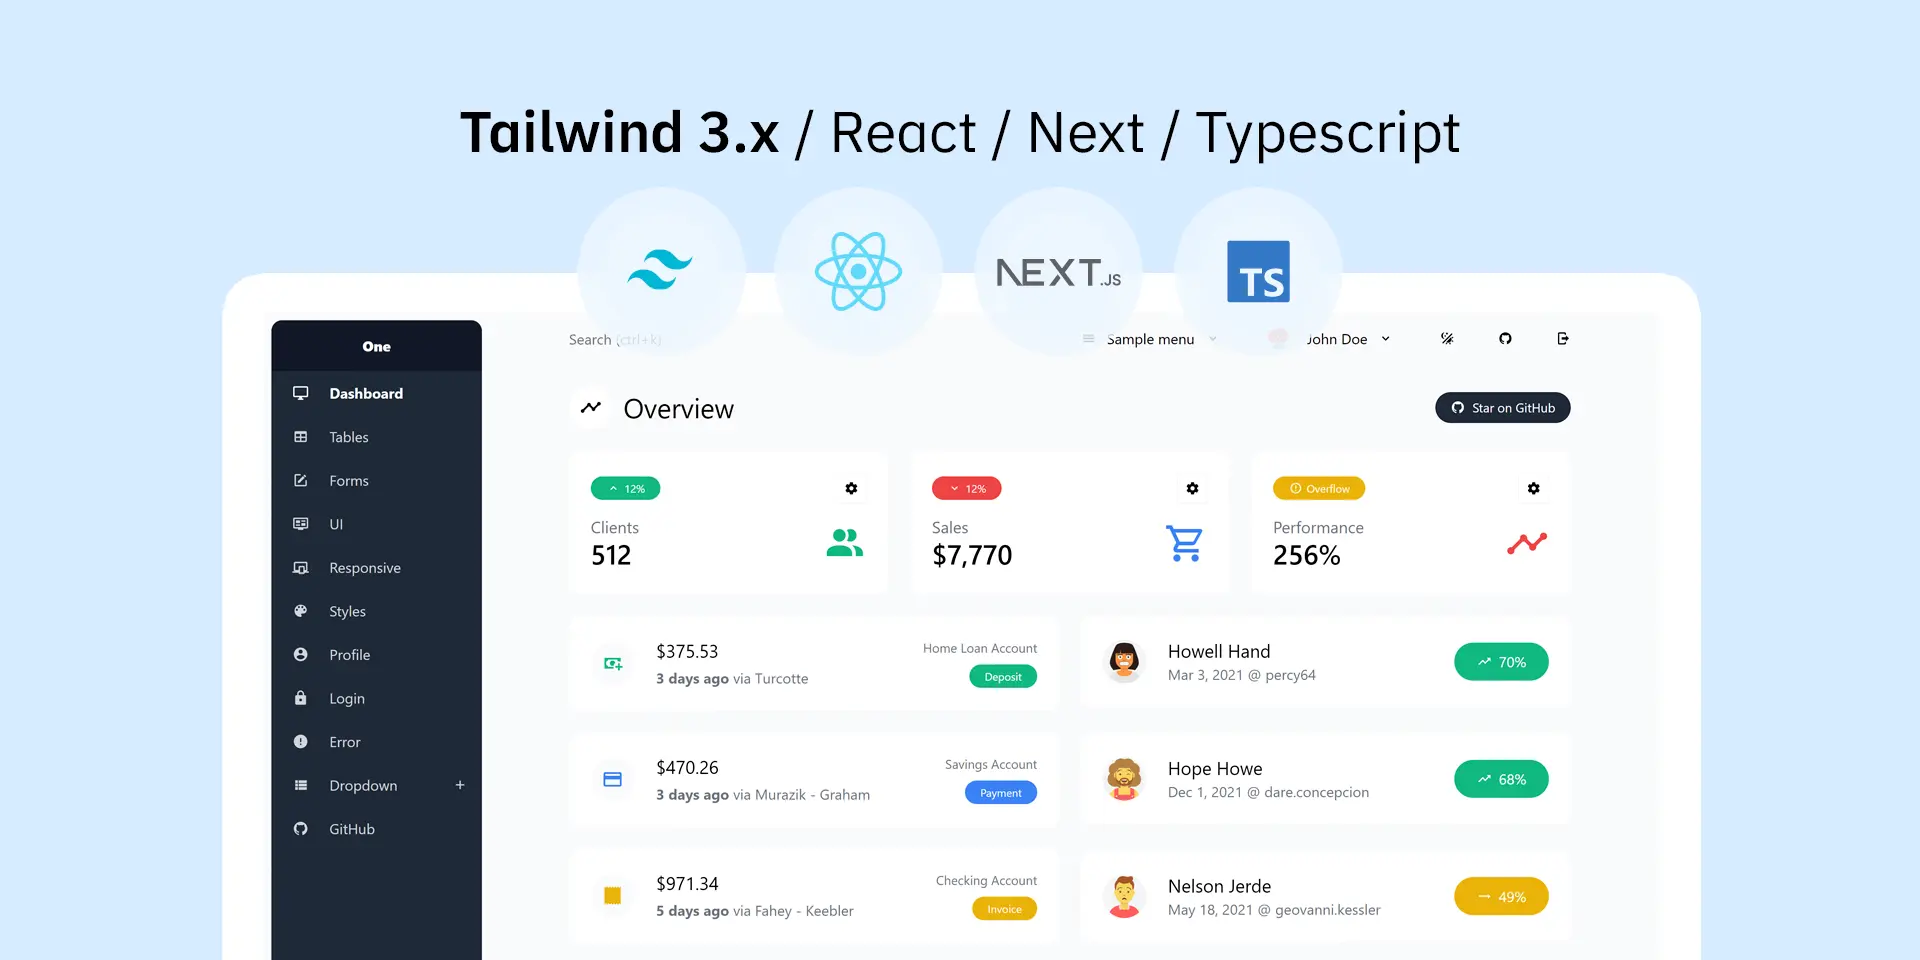 Tailwind 3.x / React / Next / Typescript
NEXT.JS
TS
One
Dashboard
Tables
Forms
UI
Responsive
Styles
Profile
Login
Error
Dropdown +
GitHub
Search (ctrl+k)
Sample menu
John Doe
Overview
Star on GitHub
12%
Clients
512
12%
Sales
$7,770
Overflow
Performance
256%
$375.53
3 days ago via Turcotte
Home Loan Account
Deposit
$470.26
3 days ago via Murazik - Graham
Savings Account
Payment
$971.34
5 days ago via Fahey - Keebler
Checking Account
Invoice
Howell Hand
Mar 3, 2021 @ percy64
70%
Hope Howe
Dec 1, 2021 @ dare.concepcion
68%
Nelson Jerde
May 18, 2021 @ geovanni.kessler
49%